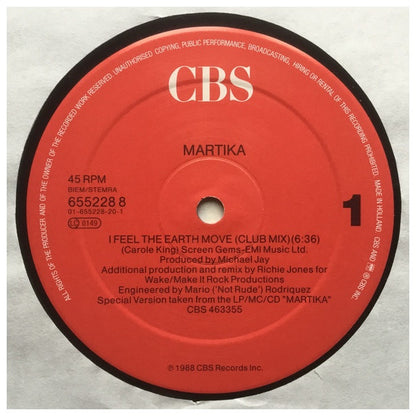 ALL RIGHTS OF THE PRODUCER AND OF THE OWNER OF THE RECORDED WORK RESERVED. UNAUTHORISED COPYING, PUBLIC PERFORMANCE, BROADCASTING, HIRING OR RENTAL OF THIS RECORDING PROHIBITED. MADE IN HOLLAND.
CBS
MARTIKA
45 RPM
BIEM/STEMRA
655228 8
01-655228-20-1
LC 0149
1
I FEEL THE EARTH MOVE (CLUB MIX)(6:36)
(Carole King) Screen Gems-EMI Music Ltd.
Produced by Michael Jay
Additional production and remix by Richie Jones for
Wake/Make It Rock Productions
Engineered by Mario ('Not Rude') Rodriquez
Special Version taken from the LP/MC/CD "MARTIKA"
CBS 463355
℗ 1988 CBS Records Inc.